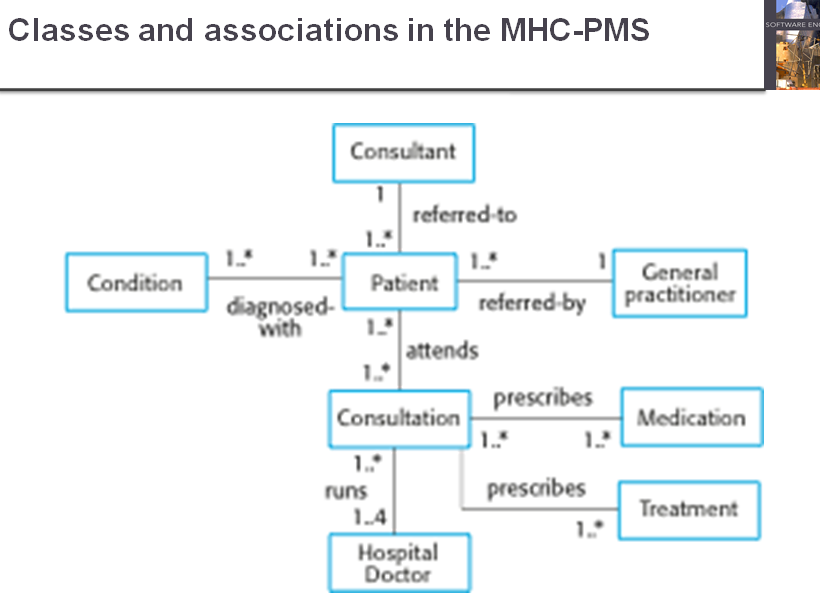 Classes and associations in the MHC-PMS
SOFTWARE EN
Consultant
1
referred-to
1..*
1..*
1..*
1..*
1
Condition
Patient
General
practitioner
diagnosed-
with
referred-by
1..*
attends
1..*
prescribes
Consultation
Medication
1..*
1..*
1..*
runs
prescribes
1..4
Treatment
1..*
Hospital
Doctor